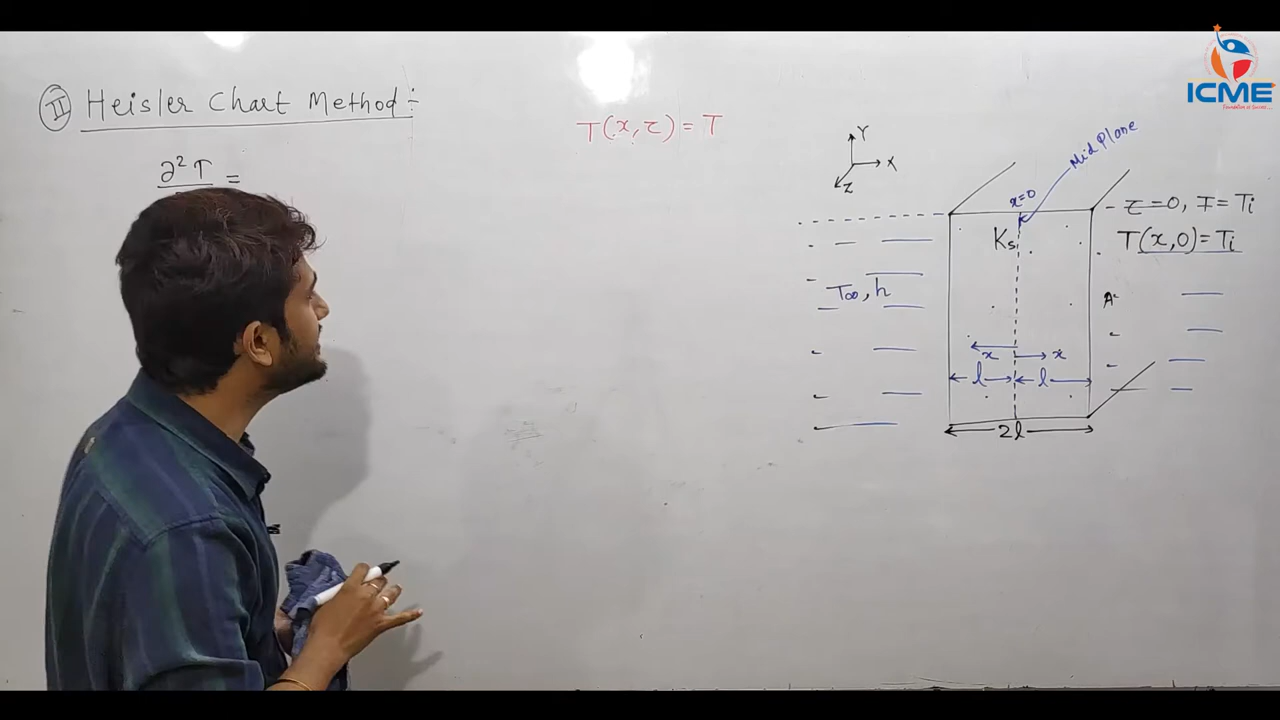 II Heisler Chart Method :-
∂²T =
T(x, τ) = T
Y
X
Z
Mid Plane
x=0
τ=0, T = Ti
Ks
T(x,0) = Ti
T∞, h
x x
l l
2l
ICME